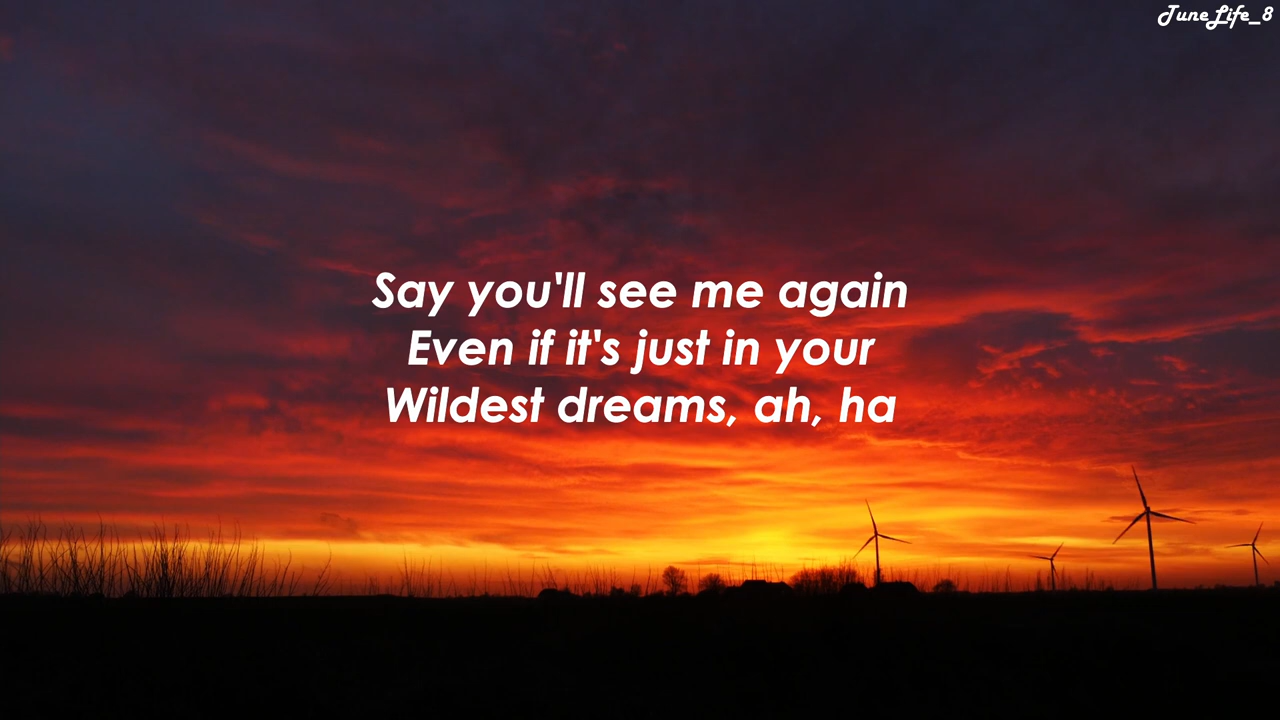 JuneLife_8
Say you'll see me again
Even if it's just in your
Wildest dreams, ah, ha